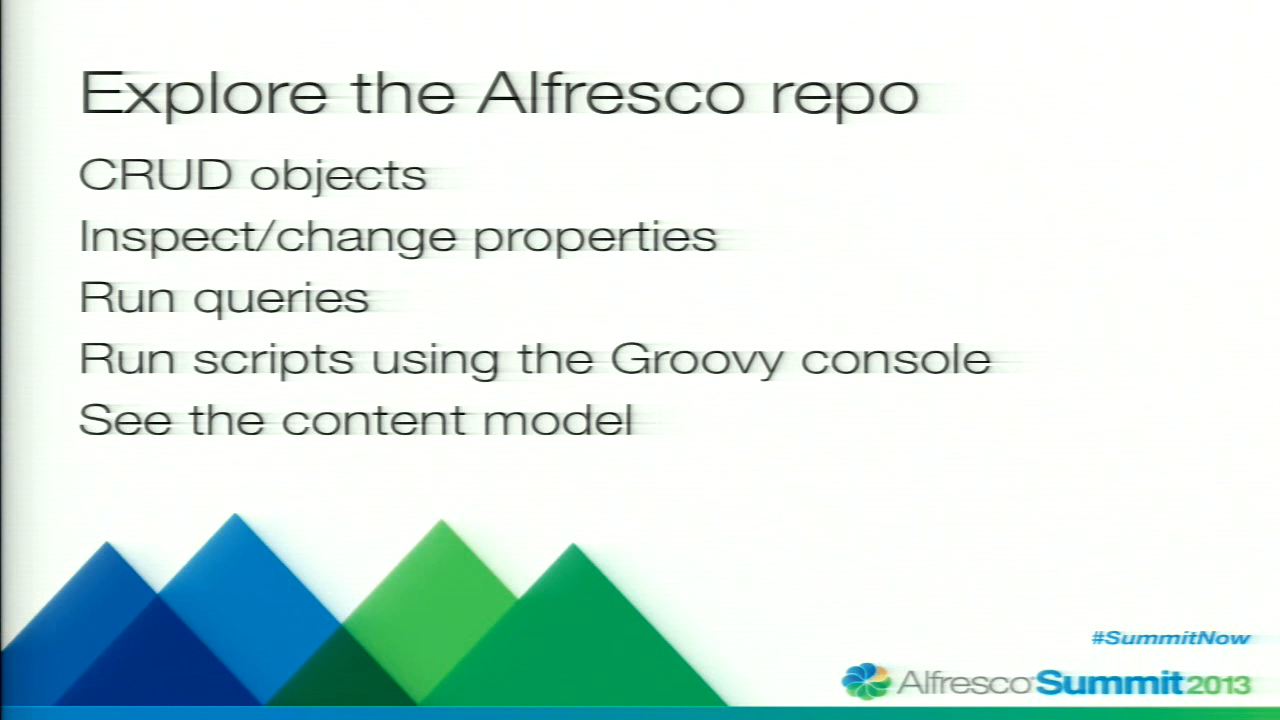 Explore the Alfresco repo
CRUD objects
Inspect/change properties
Run queries
Run scripts using the Groovy console
See the content model
#SummitNow
Alfresco Summit 2013